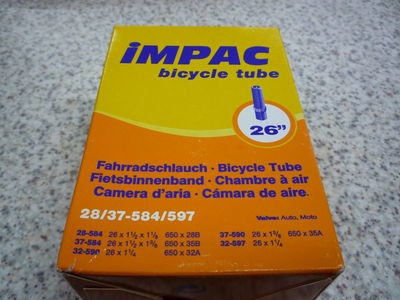 iMPAC
bicycle tube
26"
Fahrradschlauch · Bicycle Tube
Fietsbinnenband · Chambre à air
Camera d'aria · Cámara de aire
28/37-584/597 Valve: Auto, Moto
28-584 26 x 1½ x 1⅛ 650 x 28B 37-590 26 x 1⅜ 650 x 35A
37-584 26 x 1½ x 1⅜ 650 x 35B 32-597 26 x 1¼
32-590 26 x 1¼ 650 x 32A